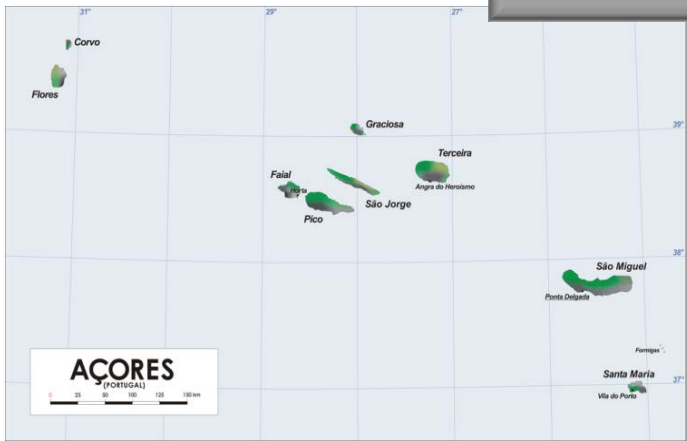 31°
29°
27°
Corvo
Flores
Graciosa
39°
Terceira
Faial
Horta
Angra do Heroísmo
São Jorge
Pico
38°
São Miguel
Ponta Delgada
Formigas
AÇORES
(PORTUGAL)
0 25 50 100 125 150 km
Santa Maria
37°
Vila do Porto